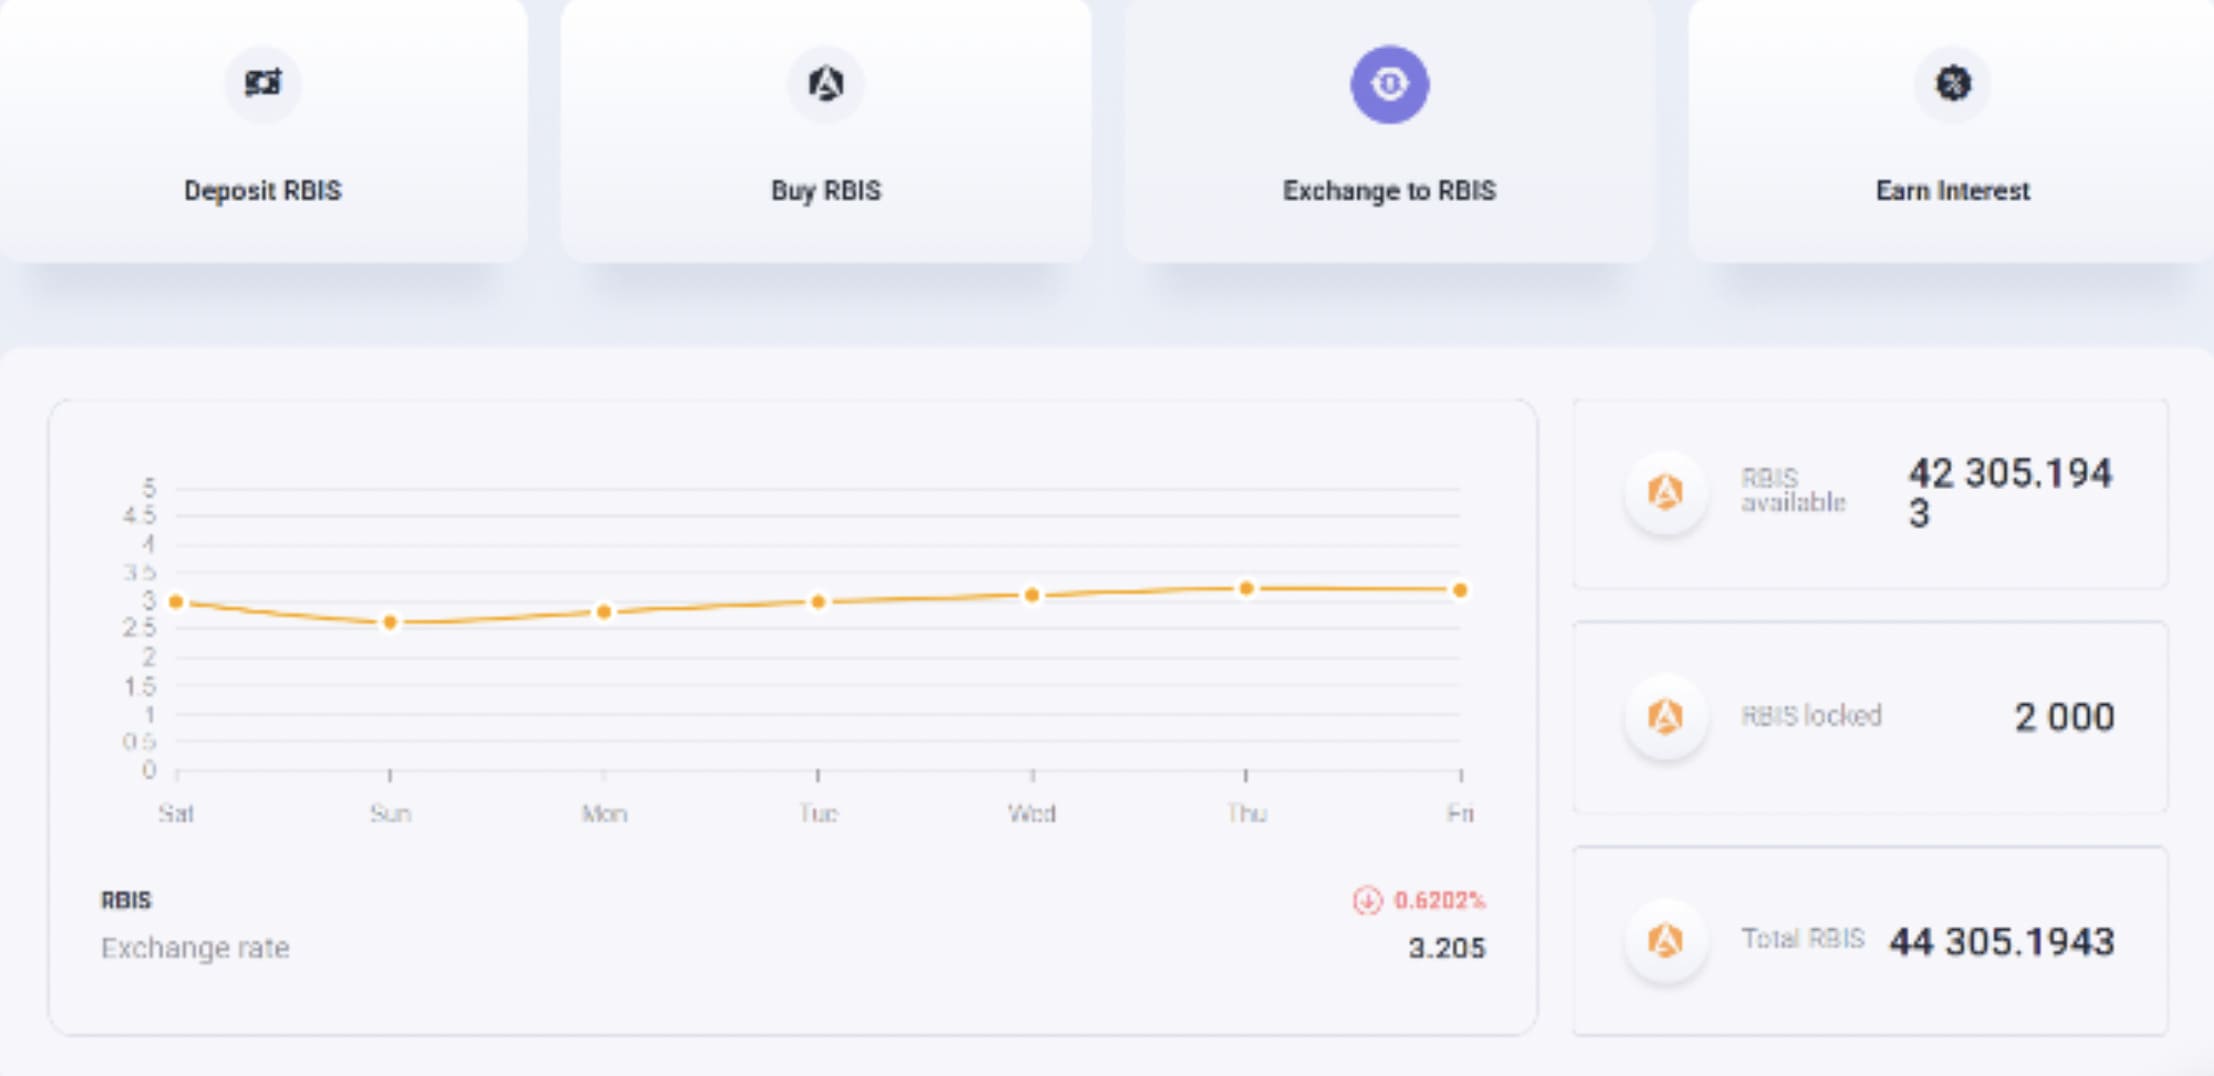 Deposit RBIS
Buy RBIS
Exchange to RBIS
Earn Interest
5
4.5
4
3.5
3
2.5
2
1.5
1
0.5
0
Sat
Sun
Mon
Tue
Wed
Thu
Fri
RBIS
0.6202%
Exchange rate
3.205
RBIS
available
42 305.194
3
RBIS locked
2 000
Total RBIS
44 305.1943